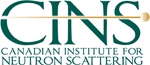 CINS
CANADIAN INSTITUTE FOR
NEUTRON SCATTERING